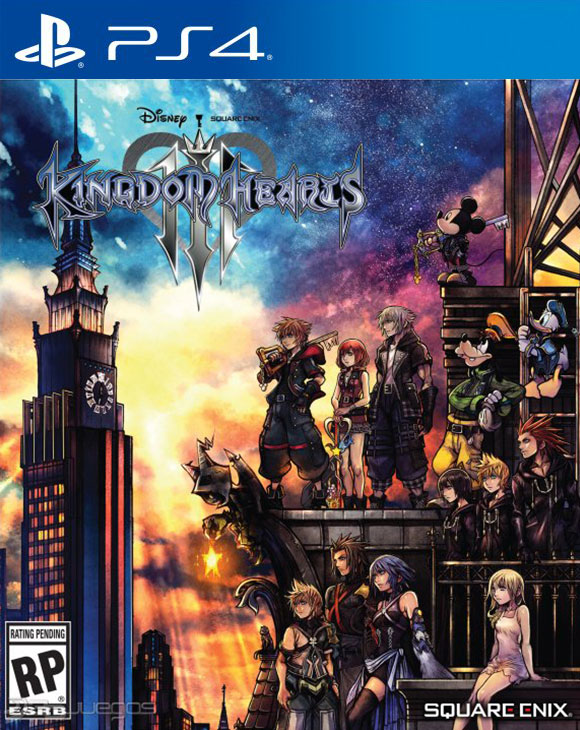 PS4
Disney SQUARE ENIX
KINGDOM HEARTS
III
RATING PENDING
RP
ESRB
SQUARE ENIX.